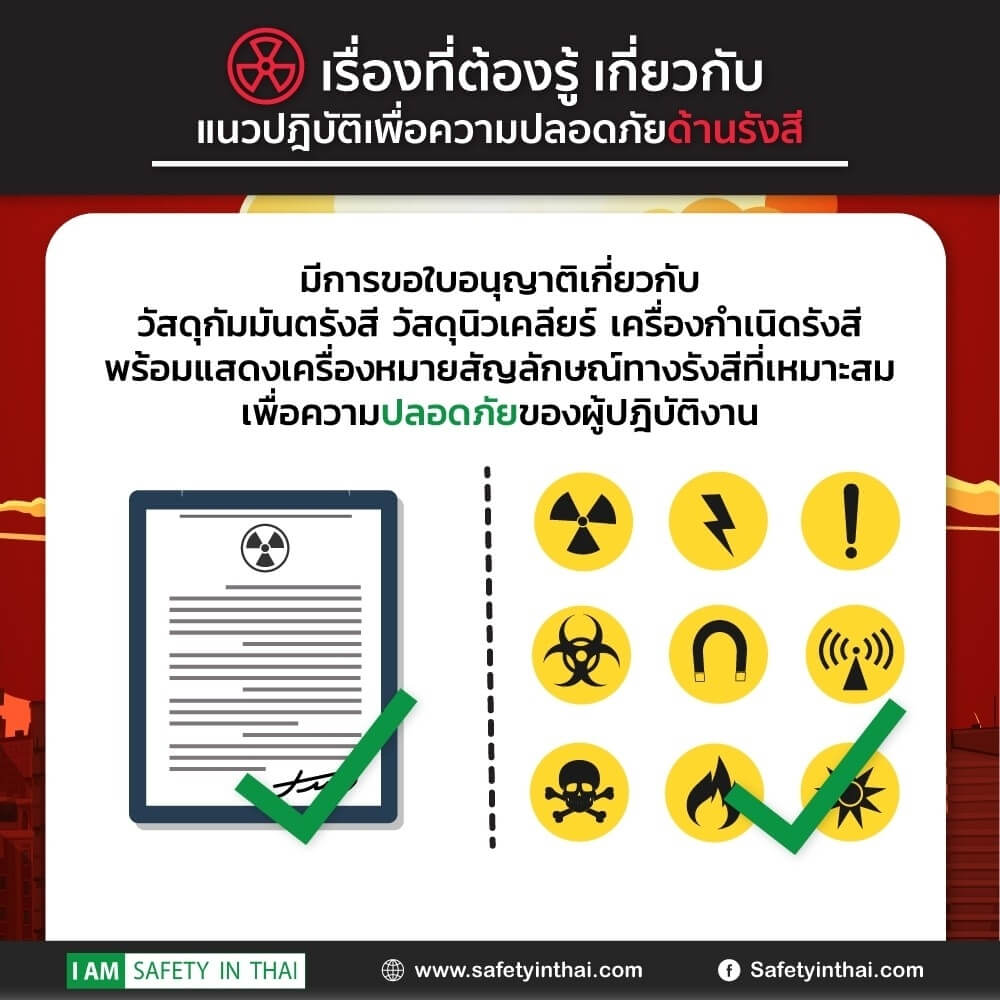 เรื่องที่ต้องรู้ เกี่ยวกับ
แนวปฎิบัติเพื่อความปลอดภัยด้านรังสี
มีการขอใบอนุญาติเกี่ยวกับ
วัสดุกัมมันตรังสี วัสดุนิวเคลียร์ เครื่องกำเนิดรังสี
พร้อมแสดงเครื่องหมายสัญลักษณ์ทางรังสีที่เหมาะสม
เพื่อความปลอดภัยของผู้ปฎิบัติงาน
I AM SAFETY IN THAI
www.safetyinthai.com
Safetyinthai.com